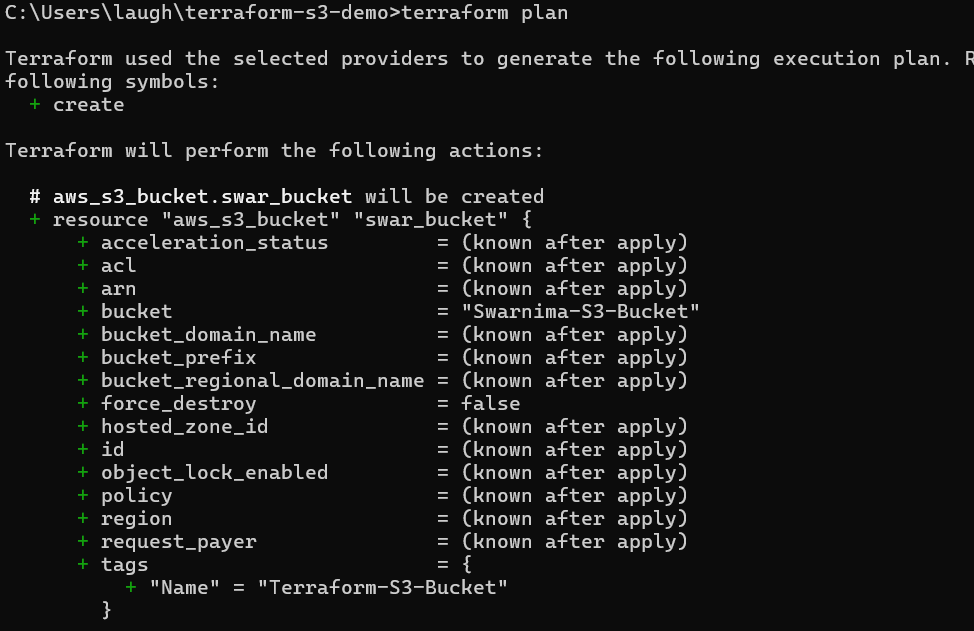 C:\Users\laugh\terraform-s3-demo>terraform plan
Terraform used the selected providers to generate the following execution plan. R
following symbols:
+ create
Terraform will perform the following actions:
# aws_s3_bucket.swar_bucket will be created
+ resource "aws_s3_bucket" "swar_bucket" {
+ acceleration_status = (known after apply)
+ acl = (known after apply)
+ arn = (known after apply)
+ bucket = "Swarnima-S3-Bucket"
+ bucket_domain_name = (known after apply)
+ bucket_prefix = (known after apply)
+ bucket_regional_domain_name = (known after apply)
+ force_destroy = false
+ hosted_zone_id = (known after apply)
+ id = (known after apply)
+ object_lock_enabled = (known after apply)
+ policy = (known after apply)
+ region = (known after apply)
+ request_payer = (known after apply)
+ tags = {
+ "Name" = "Terraform-S3-Bucket"
}